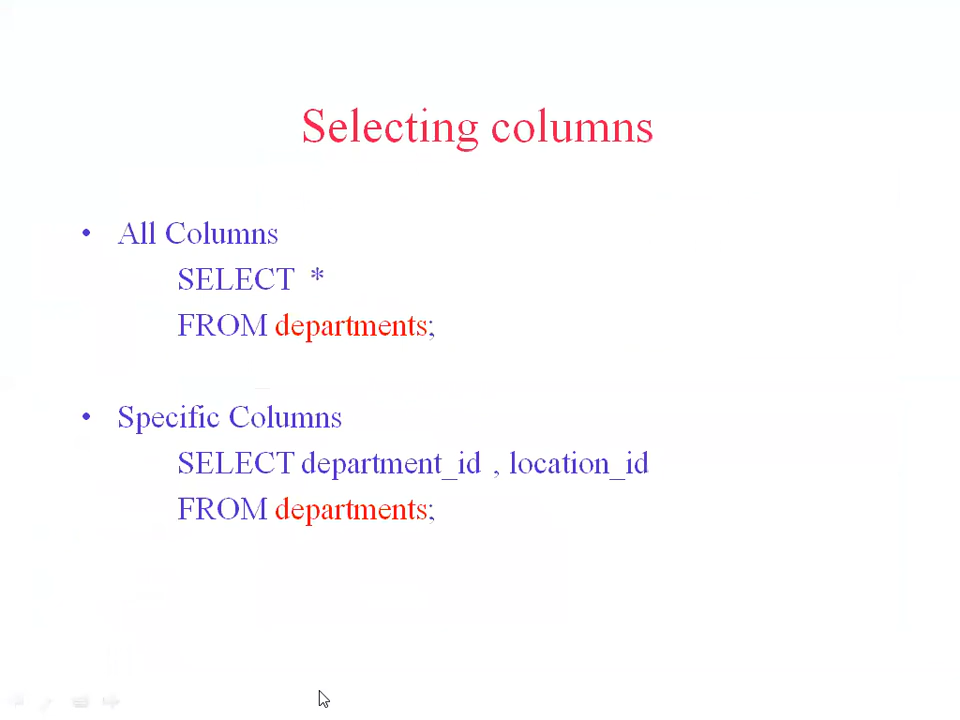 Selecting columns
• All Columns
SELECT *
FROM departments;
• Specific Columns
SELECT department_id , location_id
FROM departments;